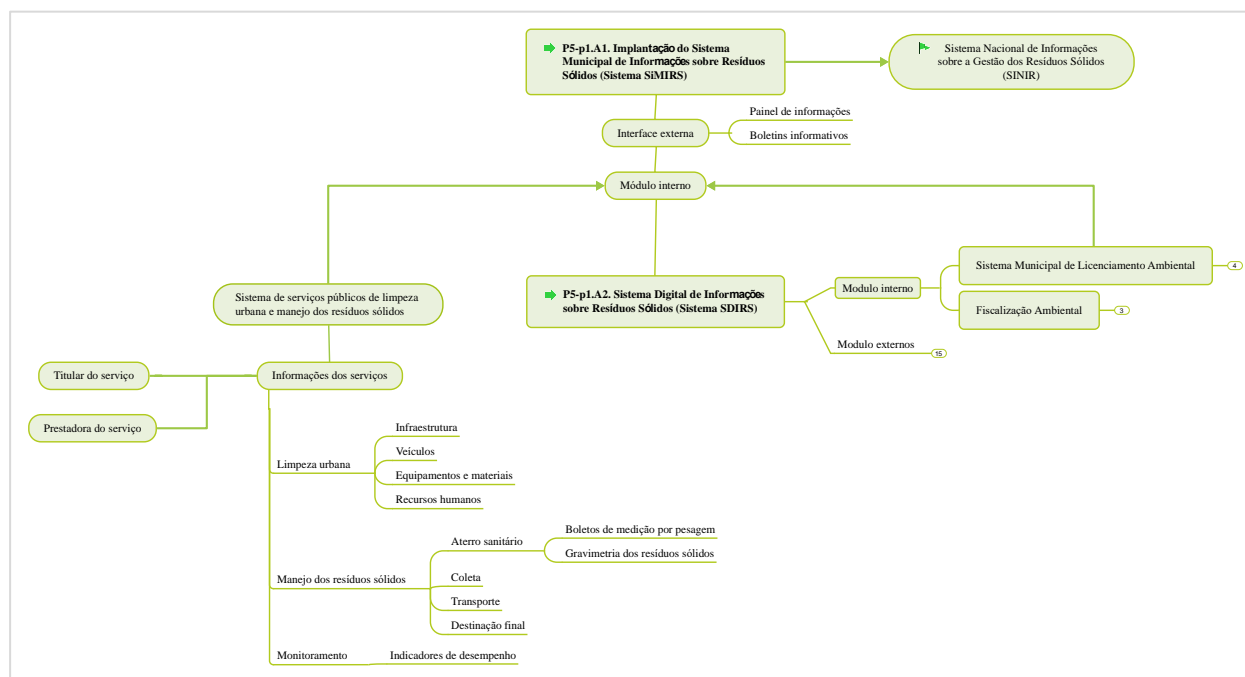 P5-p1.A1. Implantação do Sistema
Municipal de Informações sobre Resíduos
Sólidos (Sistema SiMIRS)
Sistema Nacional de Informações
sobre a Gestão dos Resíduos Sólidos
(SINIR)
Interface externa
Painel de informações
Boletins informativos
Módulo interno
Sistema de serviços públicos de limpeza
urbana e manejo dos resíduos sólidos
P5-p1.A2. Sistema Digital de Informações
sobre Resíduos Sólidos (Sistema SDIRS)
Modulo interno
Sistema Municipal de Licenciamento Ambiental
4
Fiscalização Ambiental
3
Modulo externos
15
Titular do serviço
Informações dos serviços
Prestadora do serviço
Limpeza urbana
Infraestrutura
Veículos
Equipamentos e materiais
Recursos humanos
Manejo dos resíduos sólidos
Aterro sanitário
Boletos de medição por pesagem
Gravimetria dos resíduos sólidos
Coleta
Transporte
Destinação final
Monitoramento
Indicadores de desempenho